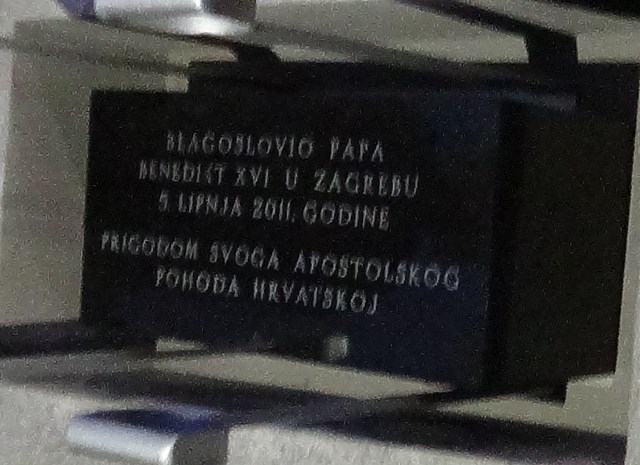 BLAGOSLOVIO PAPA
BENEDIKT XVI U ZAGREBU
5. LIPNJA 2011. GODINE
PRIGODOM SVOGA APOSTOLSKOG
POHODA HRVATSKOJ